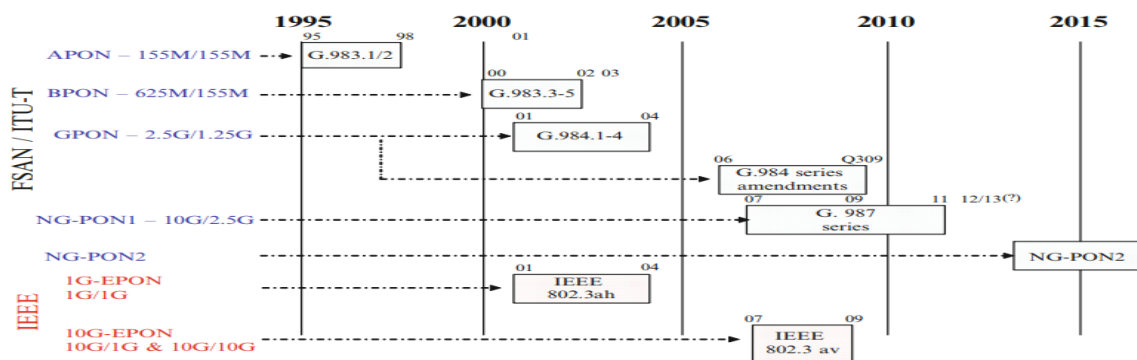 1995 2000 2005 2010 2015
95 98 01
APON – 155M/155M G.983.1/2
00 02 03
BPON – 625M/155M G.983.3-5
01 04
GPON – 2.5G/1.25G G.984.1-4
FSAN / ITU-T
06 Q309
G.984 series
amendments
07 09 11 12/13(?)
NG-PON1 – 10G/2.5G G. 987
series
NG-PON2 NG-PON2
01 04
1G-EPON IEEE
1G/1G 802.3ah
IEEE
07 09
10G-EPON IEEE
10G/1G & 10G/10G 802.3 av